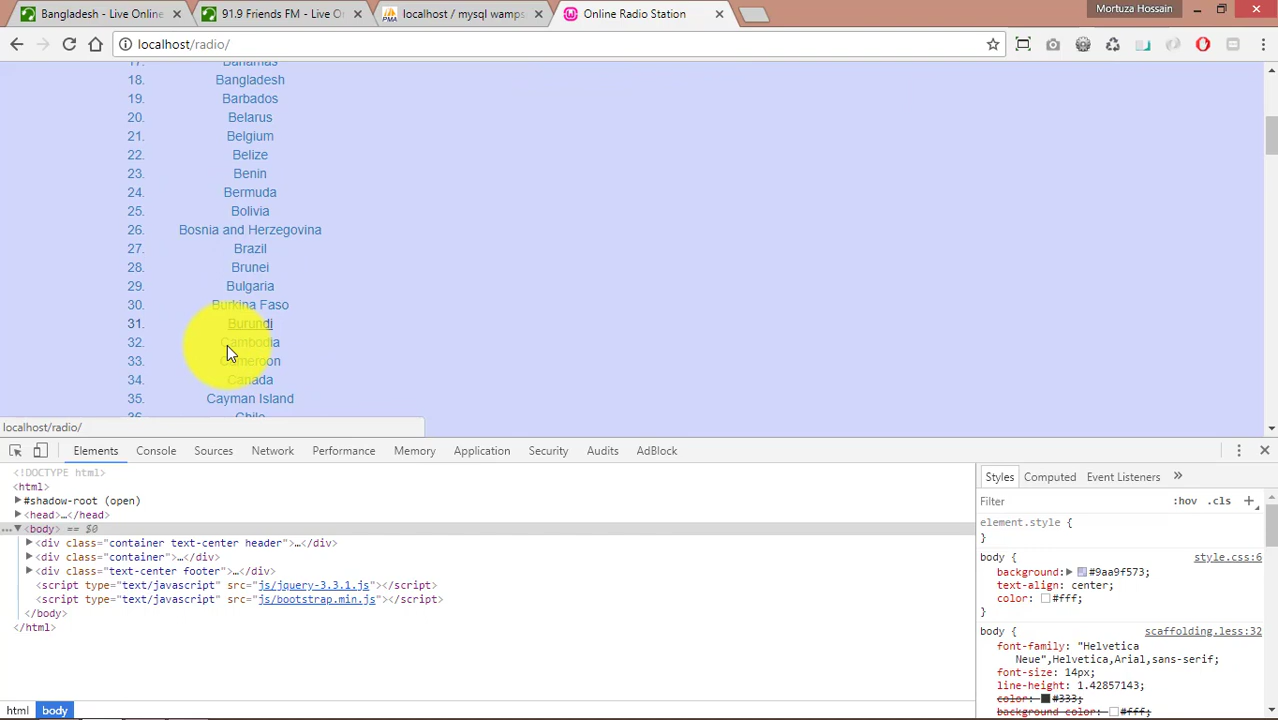 Bangladesh - Live Online
91.9 Friends FM - Live O
localhost / mysql wamps
Online Radio Station
Mortuza Hossain
localhost/radio/
17. Bahamas
18. Bangladesh
19. Barbados
20. Belarus
21. Belgium
22. Belize
23. Benin
24. Bermuda
25. Bolivia
26. Bosnia and Herzegovina
27. Brazil
28. Brunei
29. Bulgaria
30. Burkina Faso
31. Burundi
32. Cambodia
33. Cameroon
34. Canada
35. Cayman Island
36. Chile
localhost/radio/
Elements Console Sources Network Performance Memory Application Security Audits AdBlock
<!DOCTYPE html>
<html>
#shadow-root (open)
<head>…</head>
... <body> == $0
<div class="container text-center header">…</div>
<div class="container">…</div>
<div class="text-center footer">…</div>
<script type="text/javascript" src="js/jquery-3.3.1.js"></script>
<script type="text/javascript" src="js/bootstrap.min.js"></script>
</body>
</html>
html body
Styles Computed Event Listeners »
Filter :hov .cls +
element.style {
}
body { style.css:6
background: #9aa9f573;
text-align: center;
color: #fff;
}
body { scaffolding.less:32
font-family: "Helvetica
Neue",Helvetica,Arial,sans-serif;
font-size: 14px;
line-height: 1.42857143;
color: #333;
background-color: #fff;